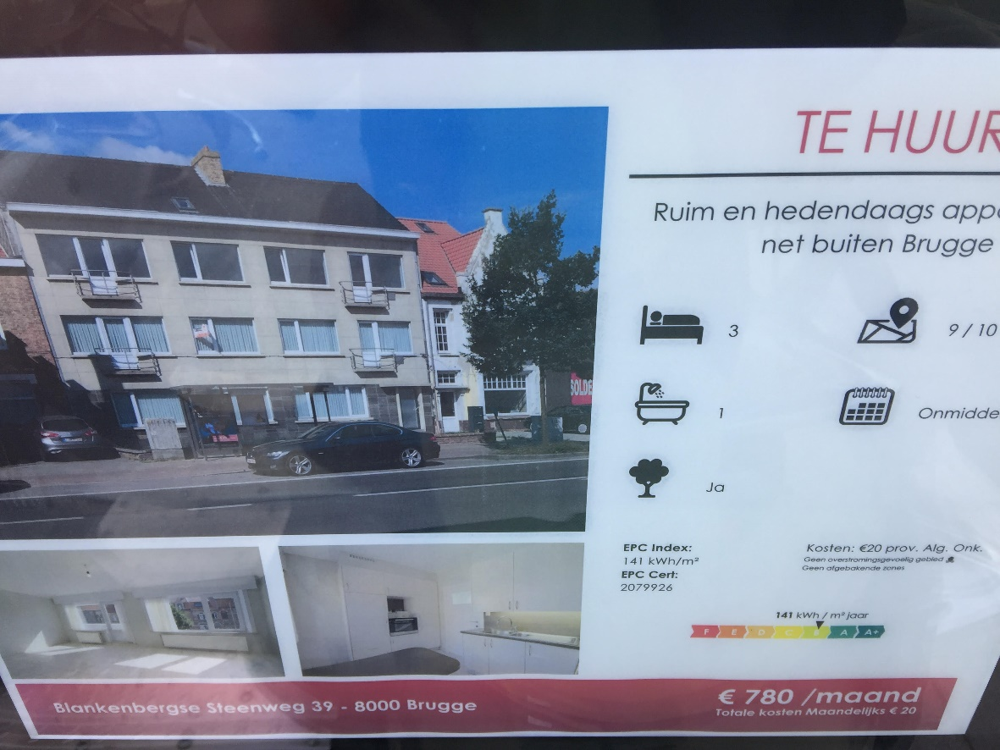 TE HUUR
Ruim en hedendaags
net buiten Brugge
3
9 / 10
1
Onmidde
Ja
SOLDE
EPC Index:
141 kWh/m²
EPC Cert:
2079926
Kosten: €20 prov. Alg. Onk.
Geen overstromingsgevoelig gebied
Geen afgebakende zones
141 kWh / m² jaar
F E D C B A A+
Blankenbergse Steenweg 39 - 8000 Brugge
€ 780 /maand
Totale kosten Maandelijks € 20